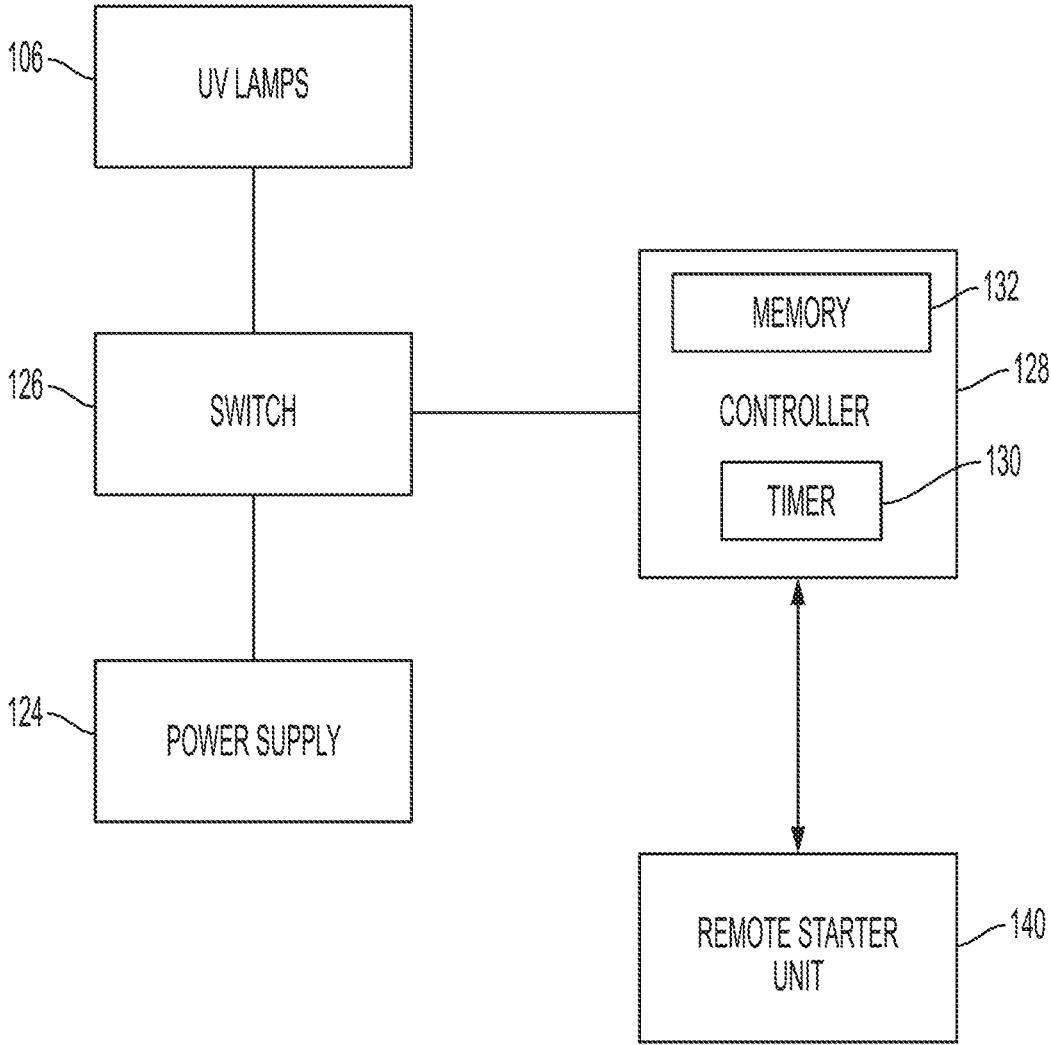 106
UV LAMPS
132
MEMORY
126
SWITCH
128
CONTROLLER
130
TIMER
124
POWER SUPPLY
140
REMOTE STARTER
UNIT